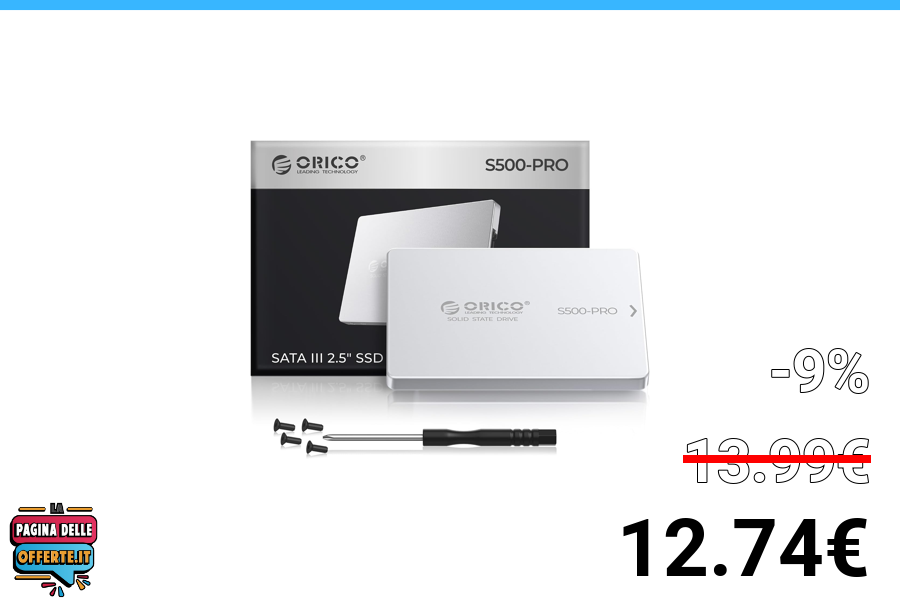 ORICO®
LEADING TECHNOLOGY
S500-PRO
ORICO®
LEADING TECHNOLOGY
SOLID STATE DRIVE
S500-PRO
SATA III 2.5" SSD
-9%
13.99€
12.74€
LA
PAGINA DELLE
OFFERTE.IT